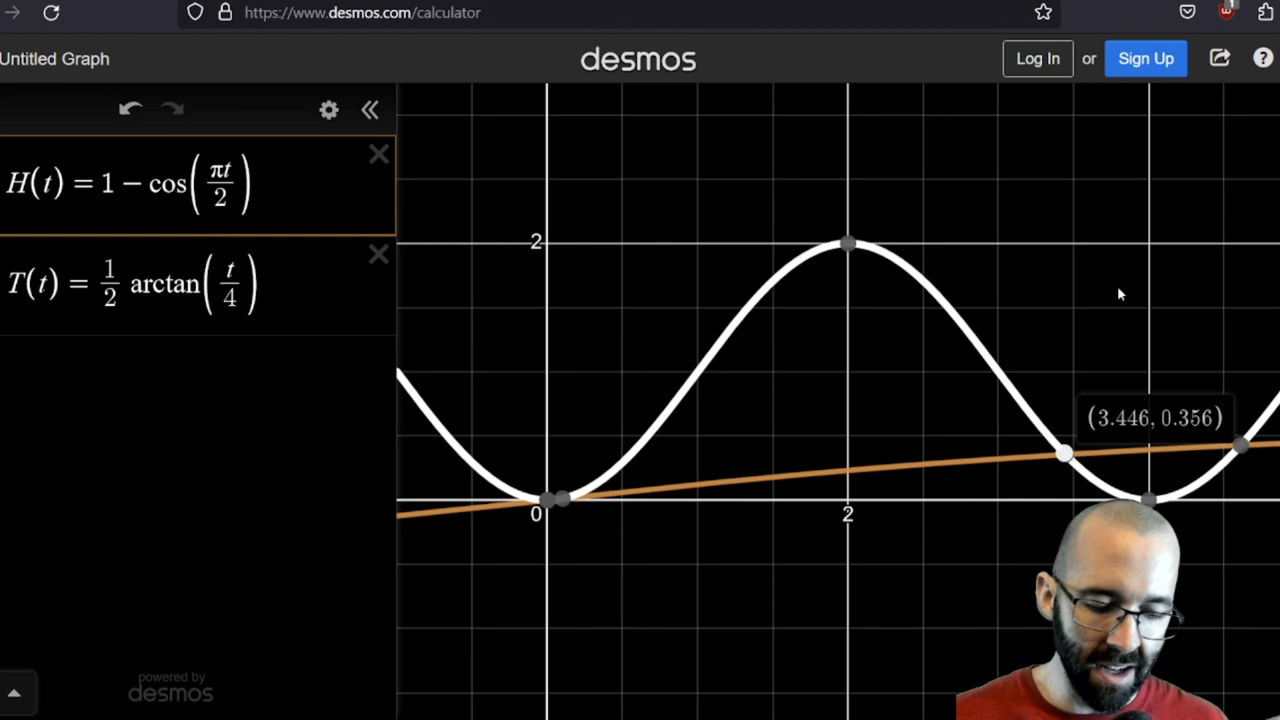 https://www.desmos.com/calculator
1
Untitled Graph
desmos
Log In or Sign Up
?
H(t) = 1 − cos(πt/2)
T(t) = 1/2 arctan(t/4)
2
(3.446, 0.356)
0
2
powered by
desmos